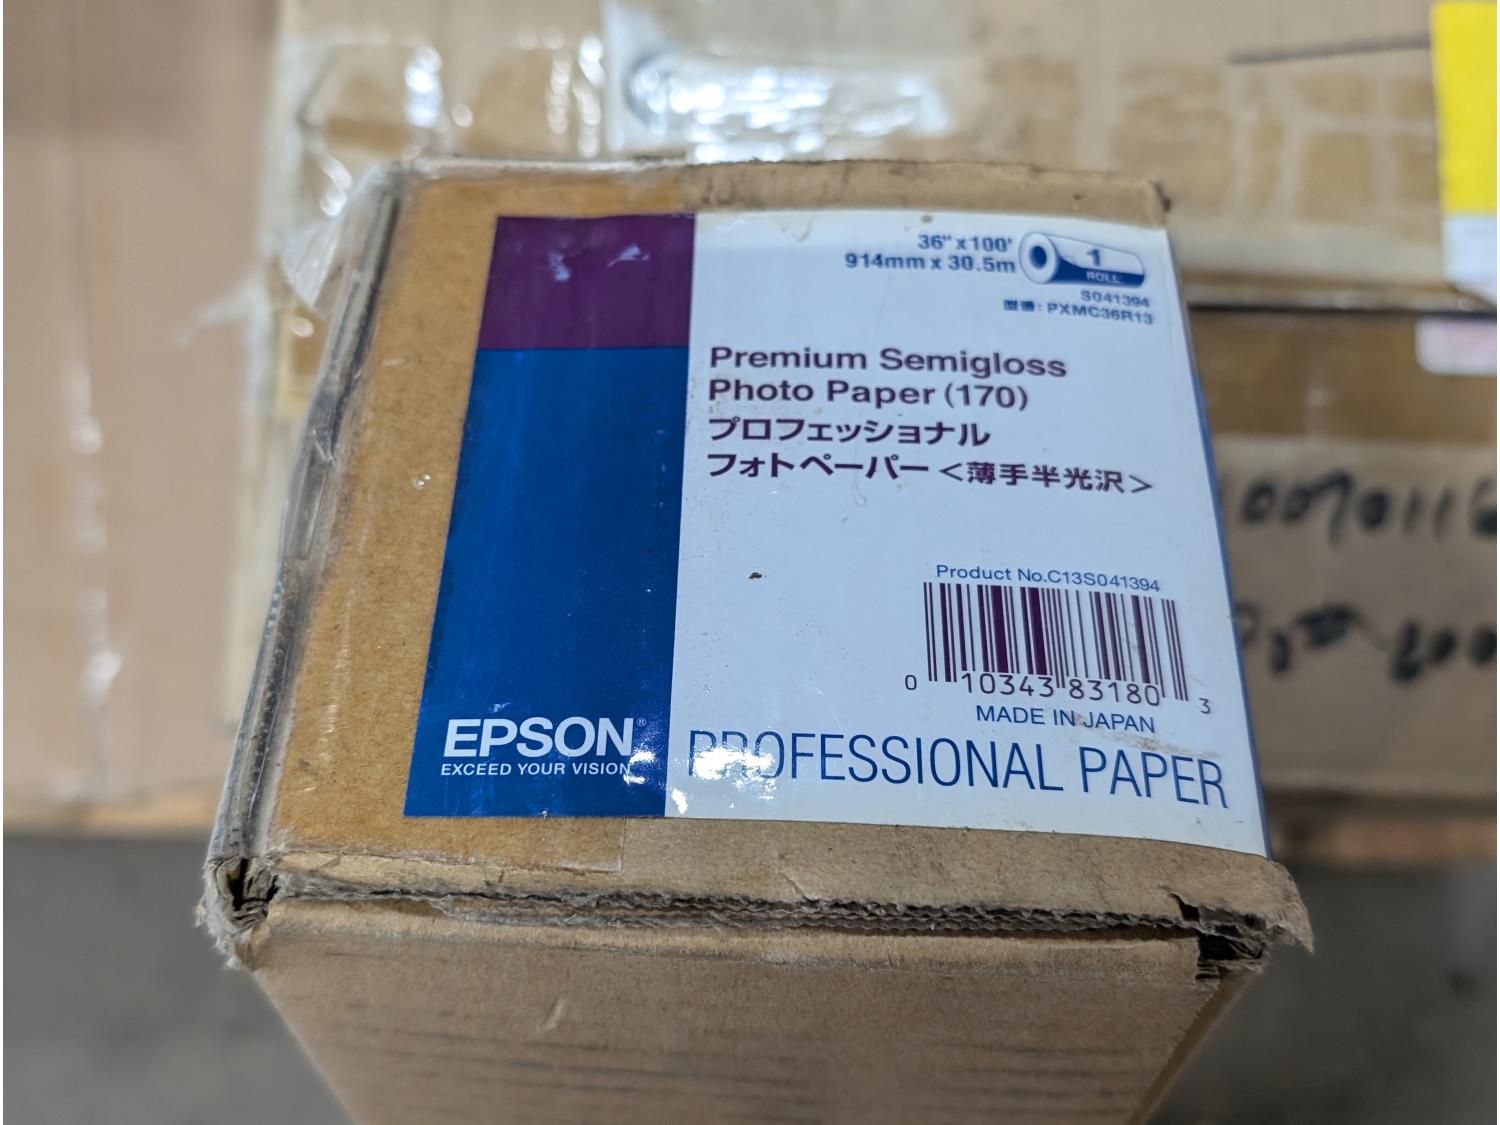 36" x 100'
914mm x 30.5m
1
ROLL
S041394
型番: PXMC36R13
Premium Semigloss
Photo Paper (170)
プロフェッショナル
フォトペーパー<薄手半光沢>
Product No.C13S041394
0 10343 83180 3
MADE IN JAPAN
EPSON®
EXCEED YOUR VISION
PROFESSIONAL PAPER